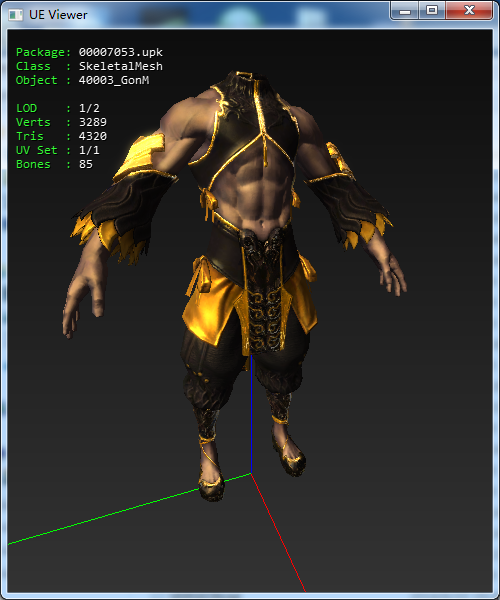 UE Viewer
Package: 00007053.upk
Class : SkeletalMesh
Object : 40003_GonM
LOD : 1/2
Verts : 3289
Tris : 4320
UV Set : 1/1
Bones : 85